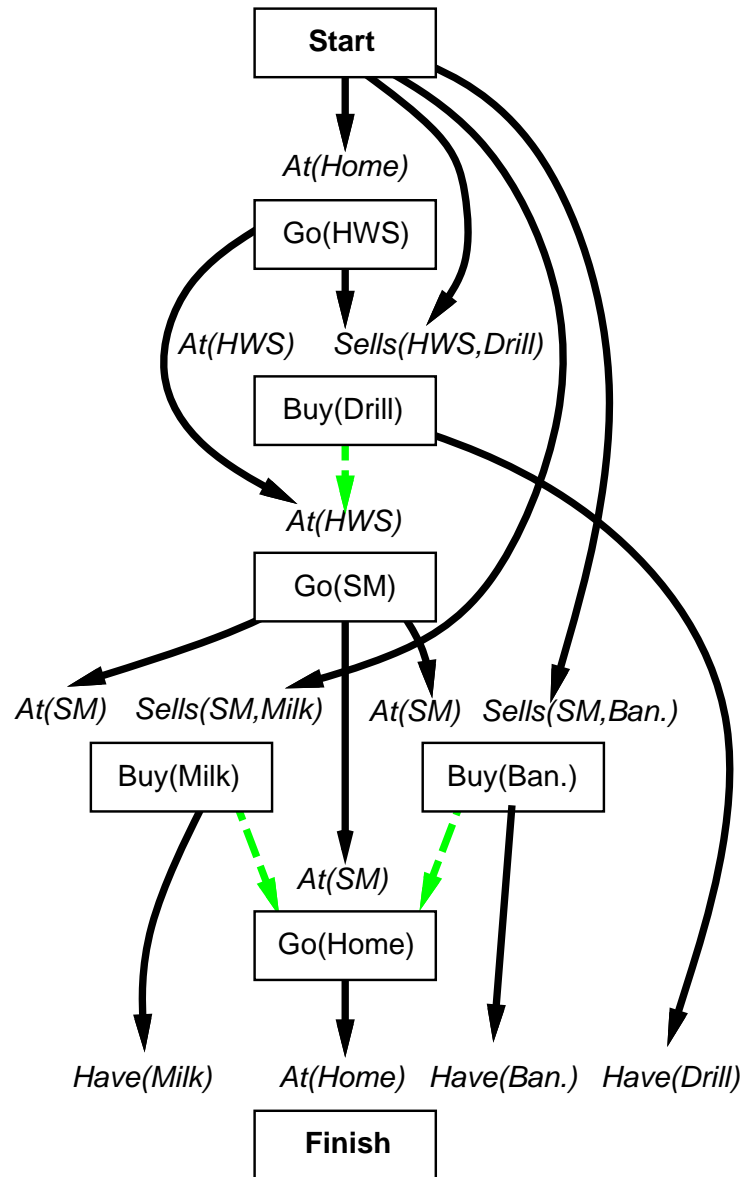 Start
At(Home)
Go(HWS)
At(HWS) Sells(HWS,Drill)
Buy(Drill)
At(HWS)
Go(SM)
At(SM) Sells(SM,Milk) At(SM) Sells(SM,Ban.)
Buy(Milk) Buy(Ban.)
At(SM)
Go(Home)
Have(Milk) At(Home) Have(Ban.) Have(Drill)
Finish